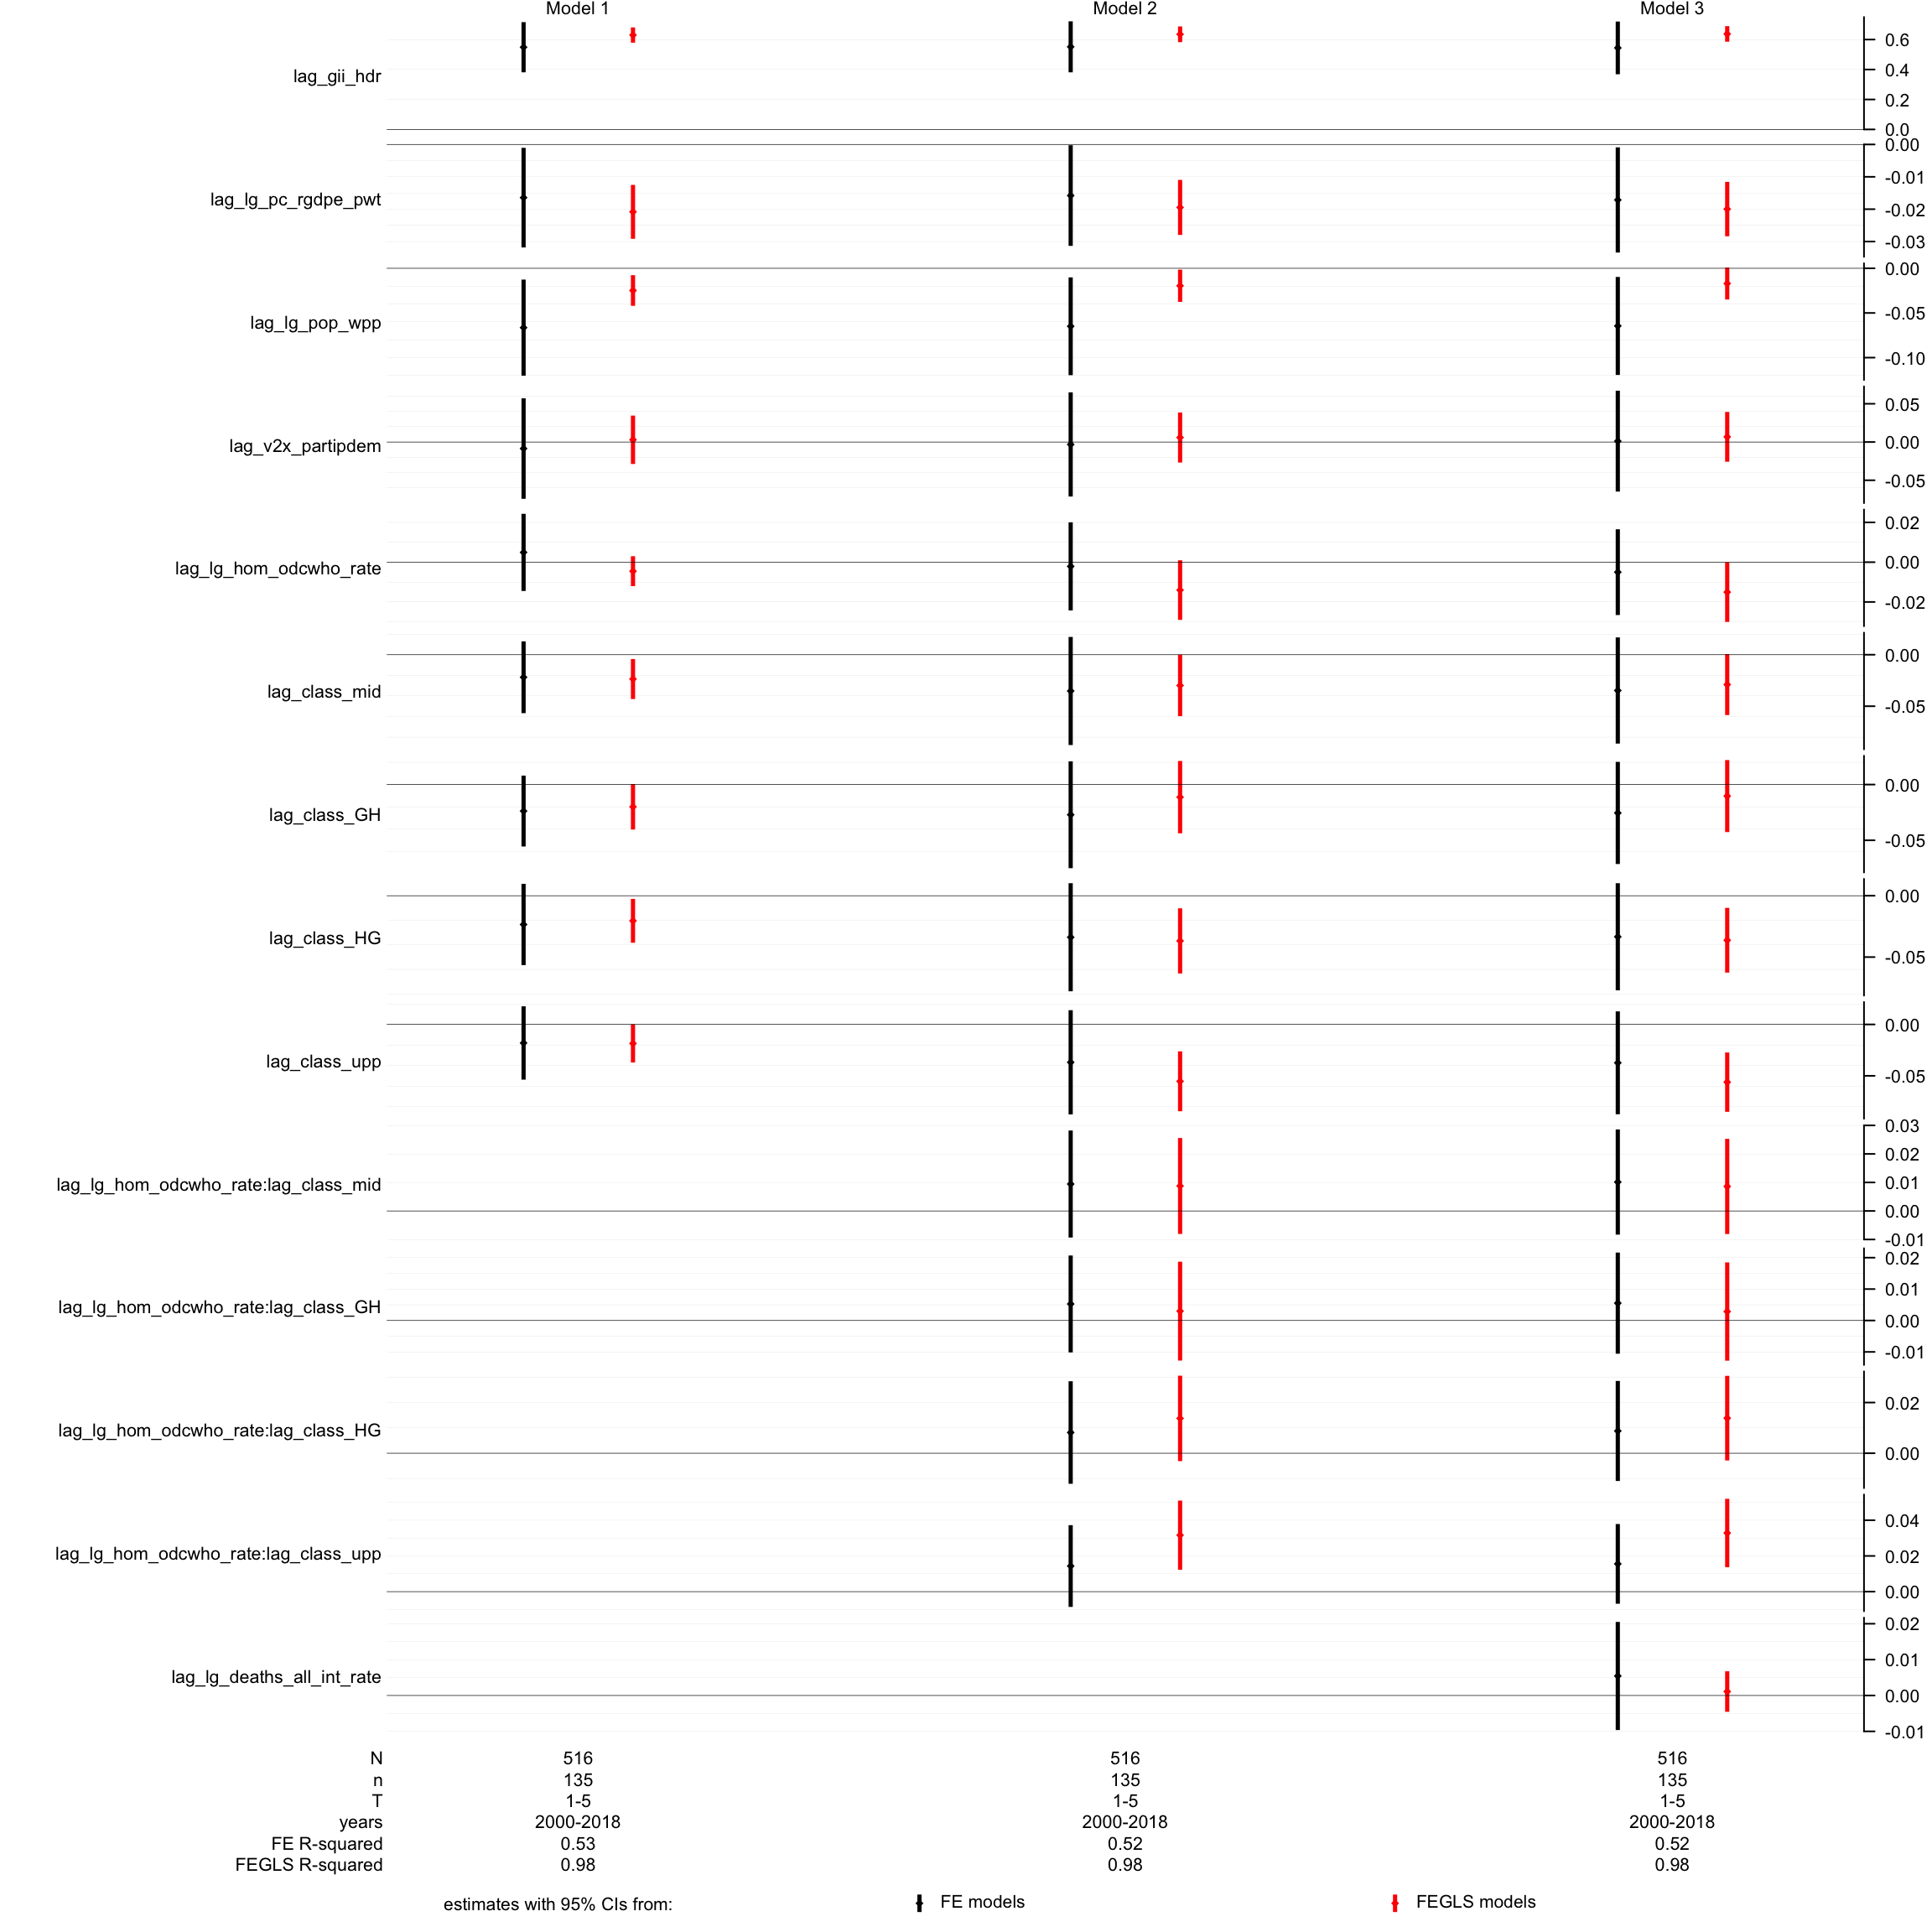 Model 1 Model 2 Model 3
lag_gii_hdr
0.6
0.4
0.2
0.0
lag_lg_pc_rgdpe_pwt
0.00
-0.01
-0.02
-0.03
lag_lg_pop_wpp
0.00
-0.05
-0.10
lag_v2x_partipdem
0.05
0.00
-0.05
lag_lg_hom_odcwho_rate
0.02
0.00
-0.02
lag_class_mid
0.00
-0.05
lag_class_GH
0.00
-0.05
lag_class_HG
0.00
-0.05
lag_class_upp
0.00
-0.05
lag_lg_hom_odcwho_rate:lag_class_mid
0.03
0.02
0.01
0.00
-0.01
lag_lg_hom_odcwho_rate:lag_class_GH
0.02
0.01
0.00
-0.01
lag_lg_hom_odcwho_rate:lag_class_HG
0.02
0.00
lag_lg_hom_odcwho_rate:lag_class_upp
0.04
0.02
0.00
lag_lg_deaths_all_int_rate
0.02
0.01
0.00
-0.01
N 516 516 516
n 135 135 135
T 1-5 1-5 1-5
years 2000-2018 2000-2018 2000-2018
FE R-squared 0.53 0.52 0.52
FEGLS R-squared 0.98 0.98 0.98
estimates with 95% CIs from: FE models FEGLS models